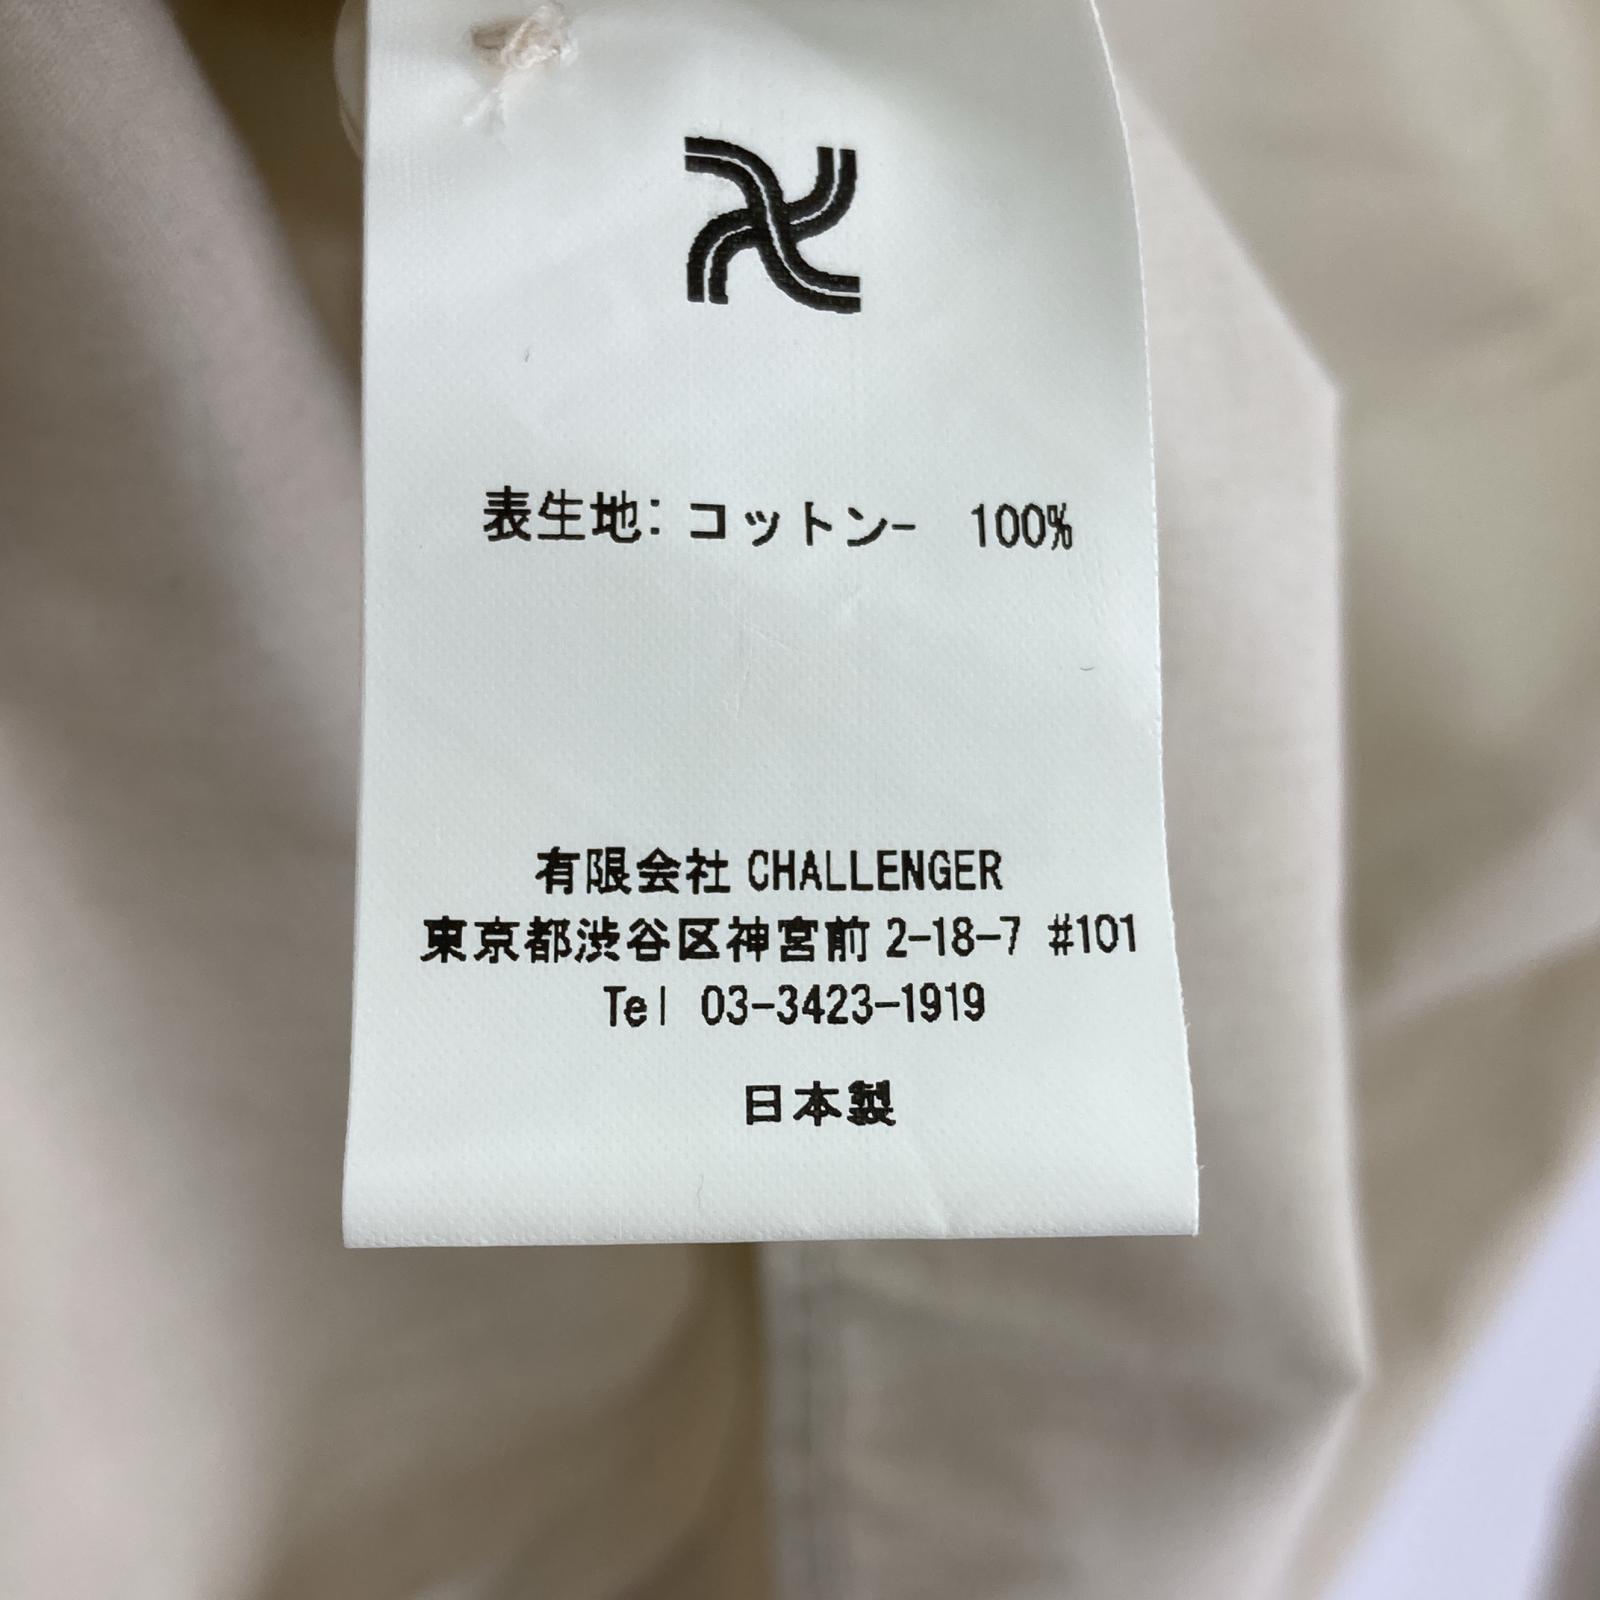 表生地: コットン- 100%
有限会社 CHALLENGER
東京都渋谷区神宮前 2-18-7 #101
Tel 03-3423-1919
日本製